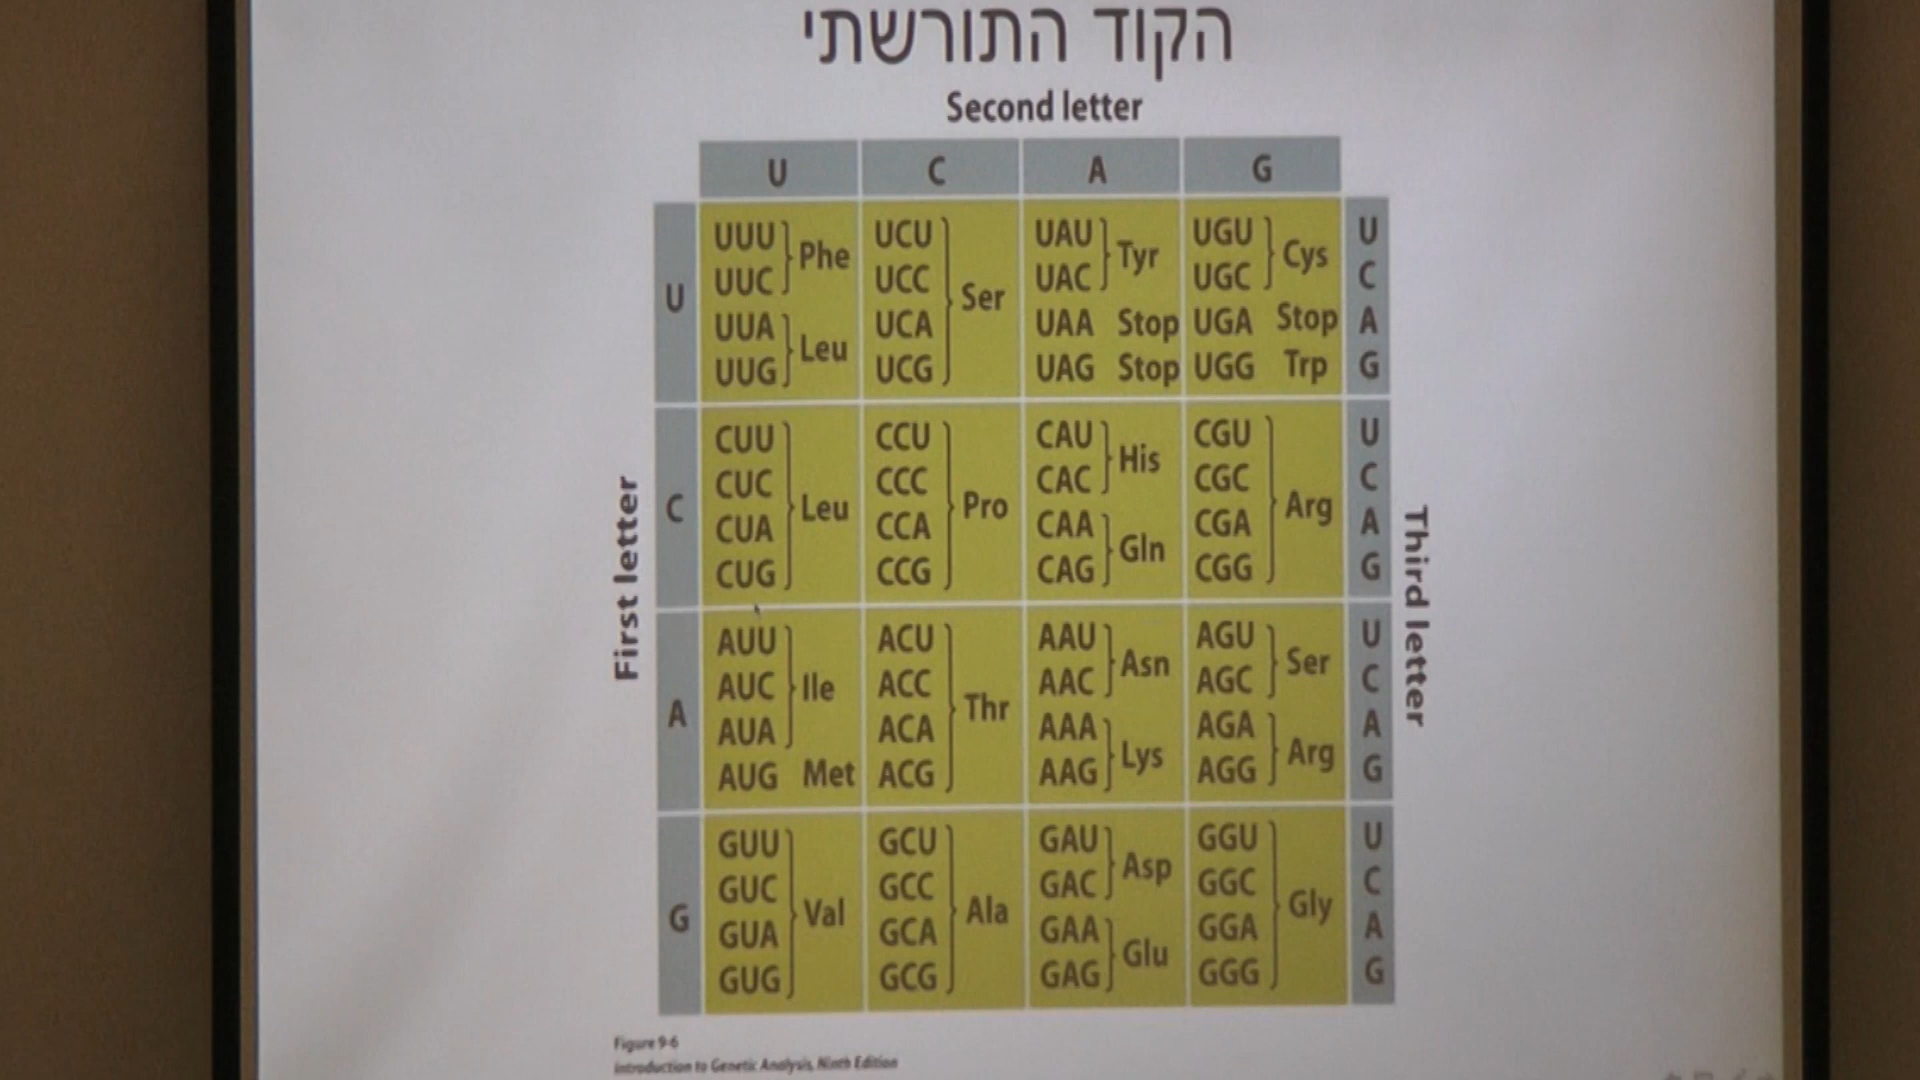 הקוד התורשתי
Second letter
U C A G
First letter
Third letter
U
UUU
UUC
Phe
UUA
UUG
Leu
UCU
UCC
UCA
UCG
Ser
UAU
UAC
Tyr
UAA Stop
UAG Stop
UGU
UGC
Cys
UGA Stop
UGG Trp
U
C
A
G
C
CUU
CUC
CUA
CUG
Leu
CCU
CCC
CCA
CCG
Pro
CAU
CAC
His
CAA
CAG
Gln
CGU
CGC
CGA
CGG
Arg
U
C
A
G
A
AUU
AUC
AUA
Ile
AUG Met
ACU
ACC
ACA
ACG
Thr
AAU
AAC
Asn
AAA
AAG
Lys
AGU
AGC
Ser
AGA
AGG
Arg
U
C
A
G
G
GUU
GUC
GUA
GUG
Val
GCU
GCC
GCA
GCG
Ala
GAU
GAC
Asp
GAA
GAG
Glu
GGU
GGC
GGA
GGG
Gly
U
C
A
G
Figure 9-6
Introduction to Genetic Analysis, Ninth Edition